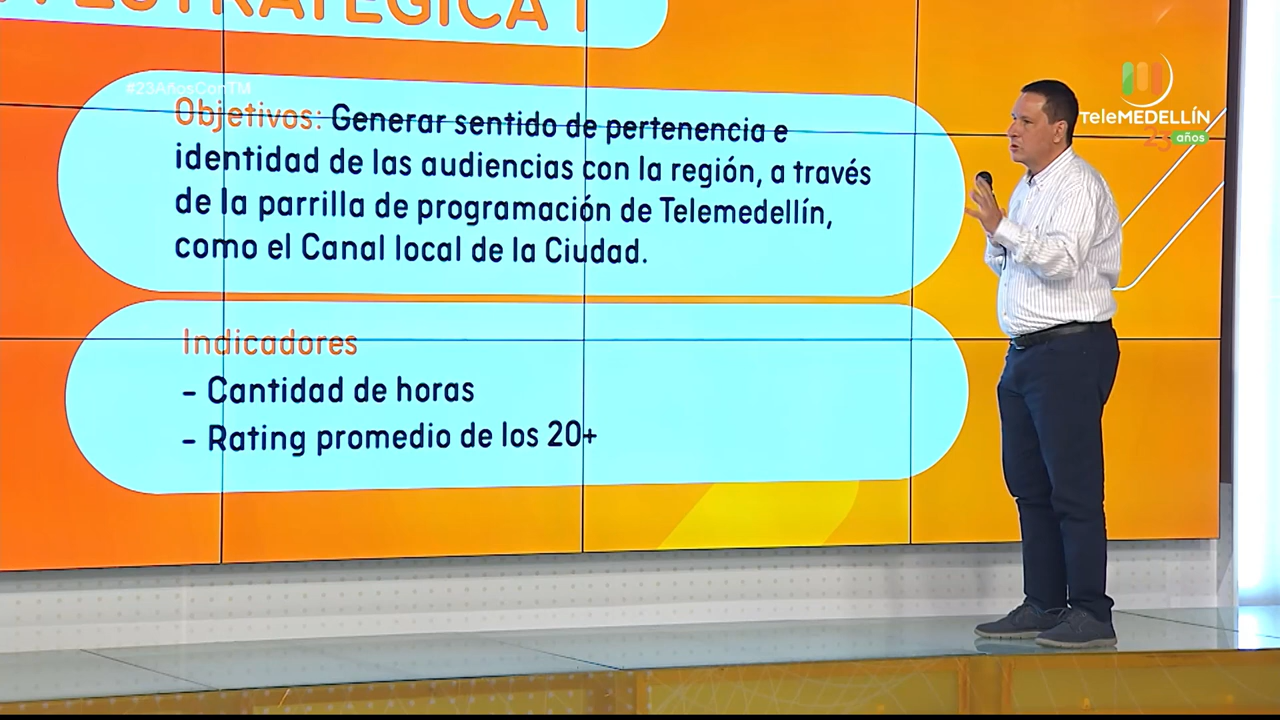 ESTRATÉGICA 1
#23AñosConTM
Objetivos: Generar sentido de pertenencia e
identidad de las audiencias con la región, a través
de la parrilla de programación de Telemedellín,
como el Canal local de la Ciudad.
Indicadores
- Cantidad de horas
- Rating promedio de los 20+
TeleMEDELLÍN
23 años